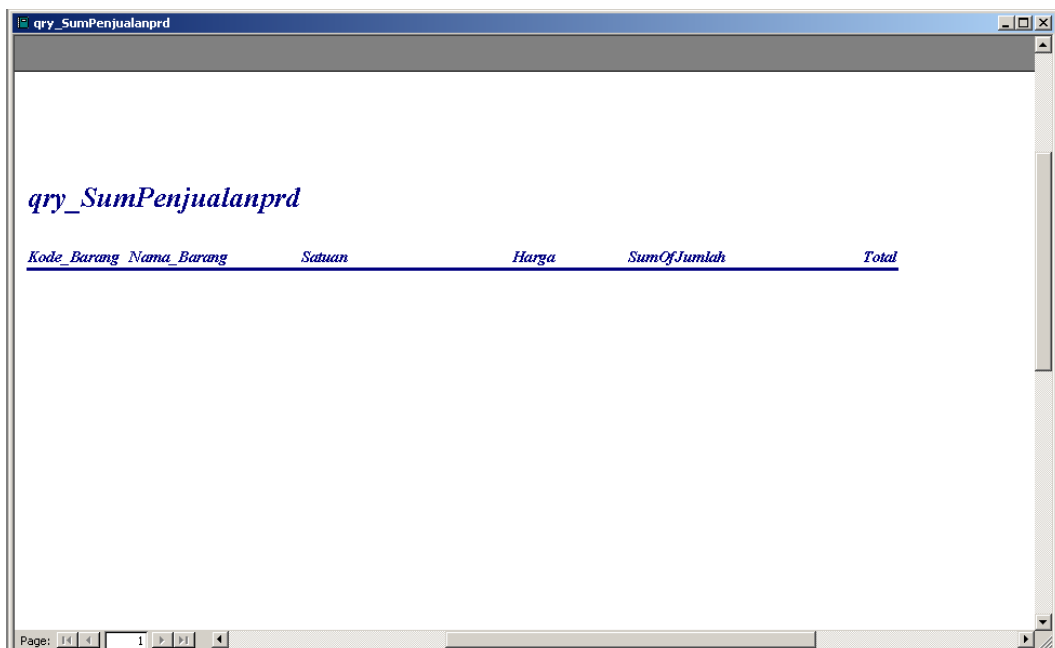 qry_SumPenjualanprd
qry_SumPenjualanprd
Kode_Barang Nama_Barang Satuan Harga SumOfJumlah Total
Page: 1